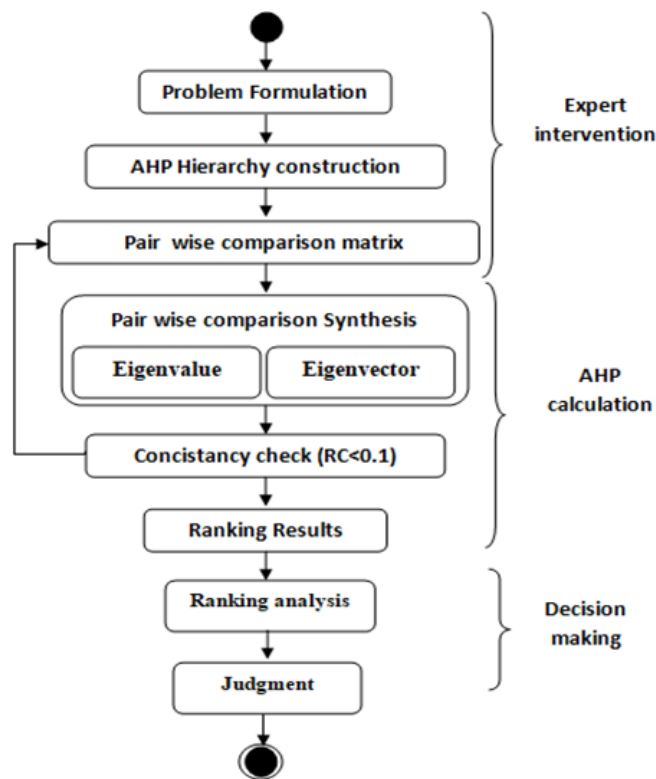 Problem Formulation
AHP Hierarchy construction
Pair wise comparison matrix
Expert
intervention
Pair wise comparison Synthesis
Eigenvalue
Eigenvector
Concistancy check (RC<0.1)
Ranking Results
AHP
calculation
Ranking analysis
Judgment
Decision
making